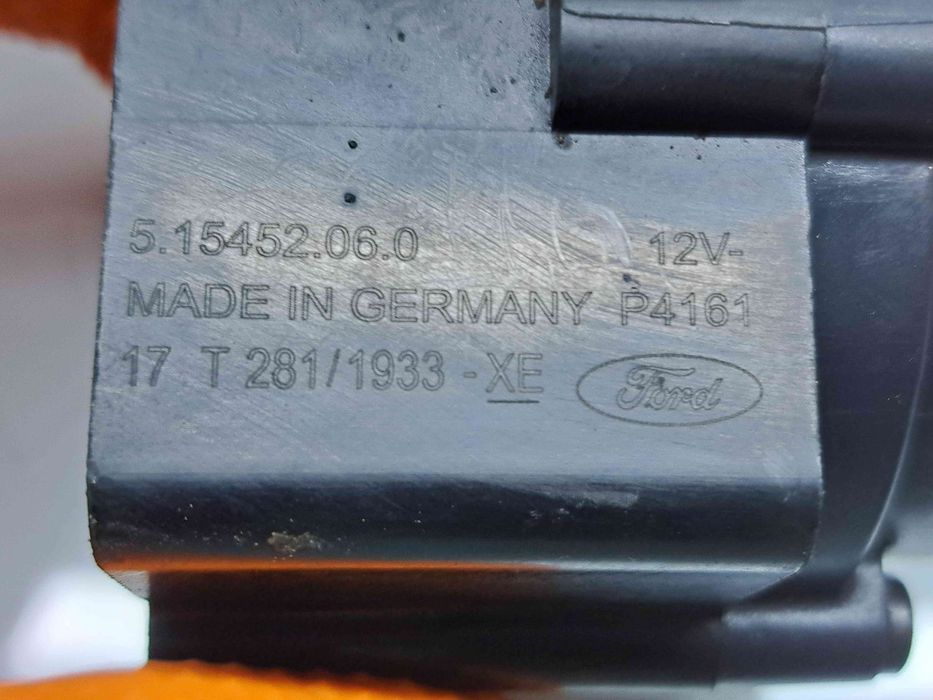 5.15452.06.0 12V-
MADE IN GERMANY P4161
17 T 281/1933 -XE Ford